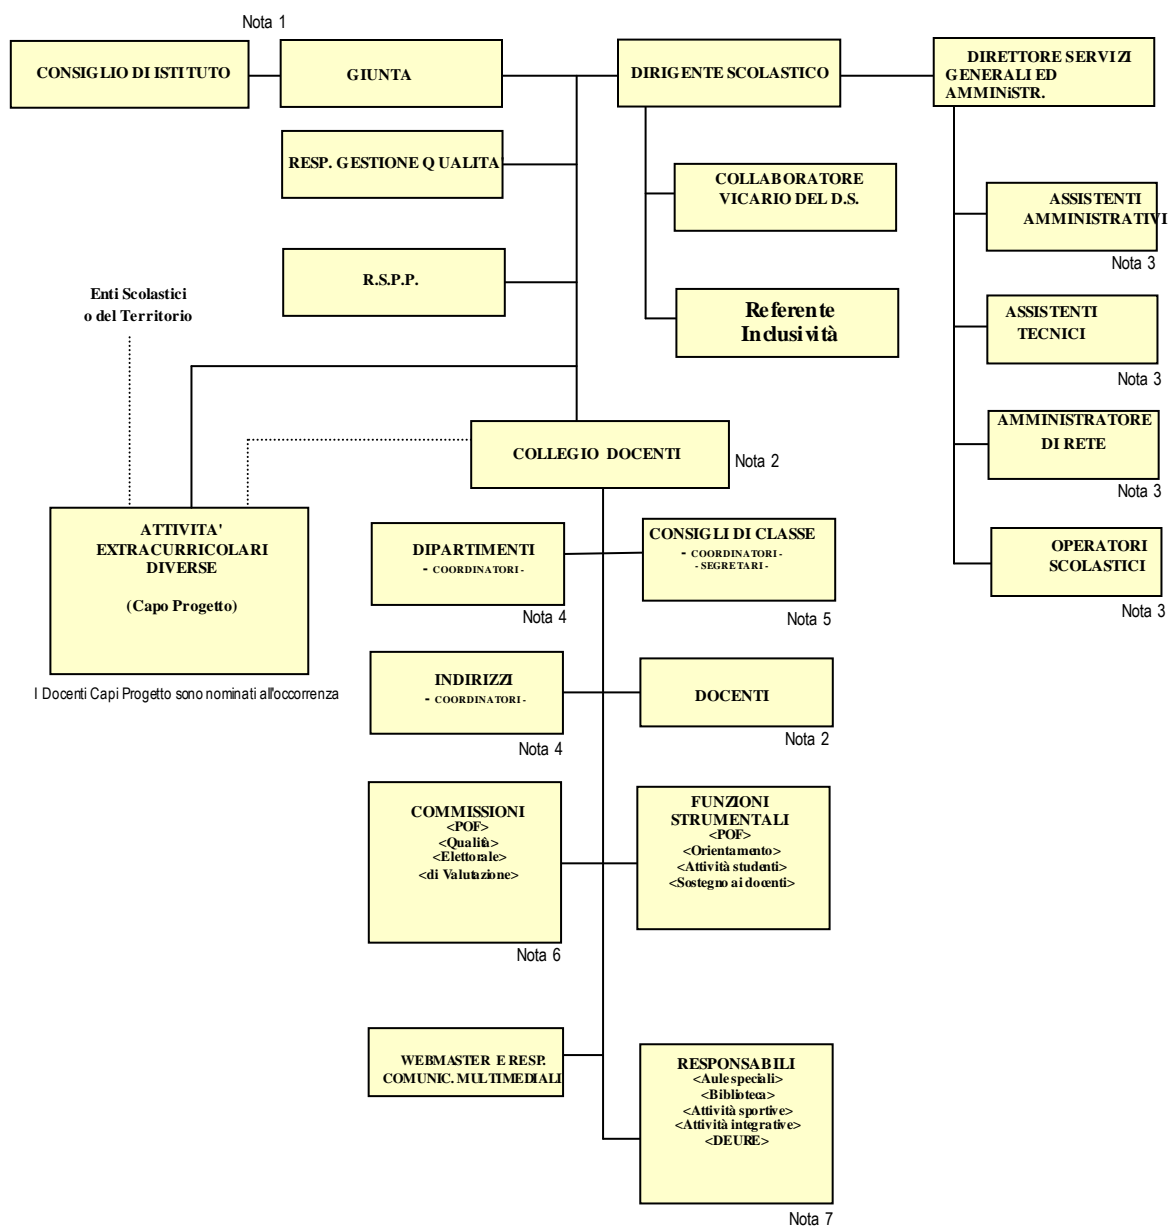 Nota 1
CONSIGLIO DI ISTITUTO
GIUNTA
DIRIGENTE SCOLASTICO
DIRETTORE SERVIZI
GENERALI ED
AMMINiSTR.
RESP. GESTIONE QUALITA'
COLLABORATORE
VICARIO DEL D.S.
ASSISTENTI
AMMINISTRATIVI
Nota 3
R.S.P.P.
Enti Scolastici
o del Territorio
Referente
Inclusività
ASSISTENTI
TECNICI
Nota 3
COLLEGIO DOCENTI
Nota 2
AMMINISTRATORE
DI RETE
Nota 3
ATTIVITA'
EXTRACURRICOLARI
DIVERSE
(Capo Progetto)
I Docenti Capi Progetto sono nominati all'occorrenza
DIPARTIMENTI
- COORDINATORI -
Nota 4
CONSIGLI DI CLASSE
- COORDINATORI -
- SEGRETARI -
Nota 5
OPERATORI
SCOLASTICI
Nota 3
INDIRIZZI
- COORDINATORI -
Nota 4
DOCENTI
Nota 2
COMMISSIONI
<POF>
<Qualità>
<Elettorale>
<di Valutazione>
Nota 6
FUNZIONI
STRUMENTALI
<POF>
<Orientamento>
<Attività studenti>
<Sostegno ai docenti>
WEBMASTER E RESP.
COMUNIC. MULTIMEDIALI
RESPONSABILI
<Aule speciali>
<Biblioteca>
<Attività sportive>
<Attività integrative>
<DEURE>
Nota 7